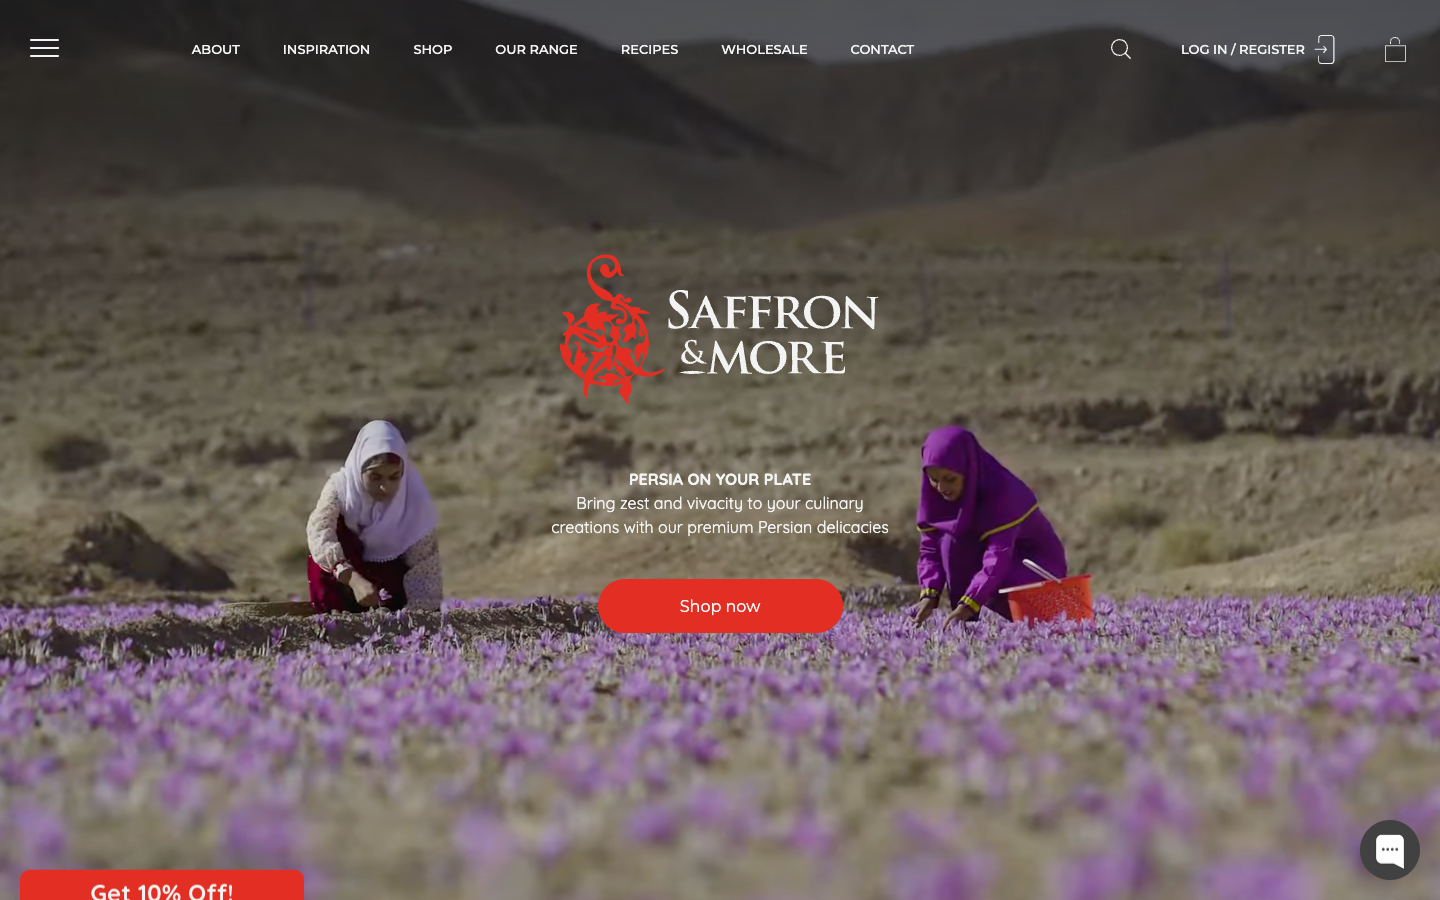 ABOUT INSPIRATION SHOP OUR RANGE RECIPES WHOLESALE CONTACT LOG IN / REGISTER
SAFFRON
&MORE
PERSIA ON YOUR PLATE
Bring zest and vivacity to your culinary
creations with our premium Persian delicacies
Shop now
Get 10% Off!